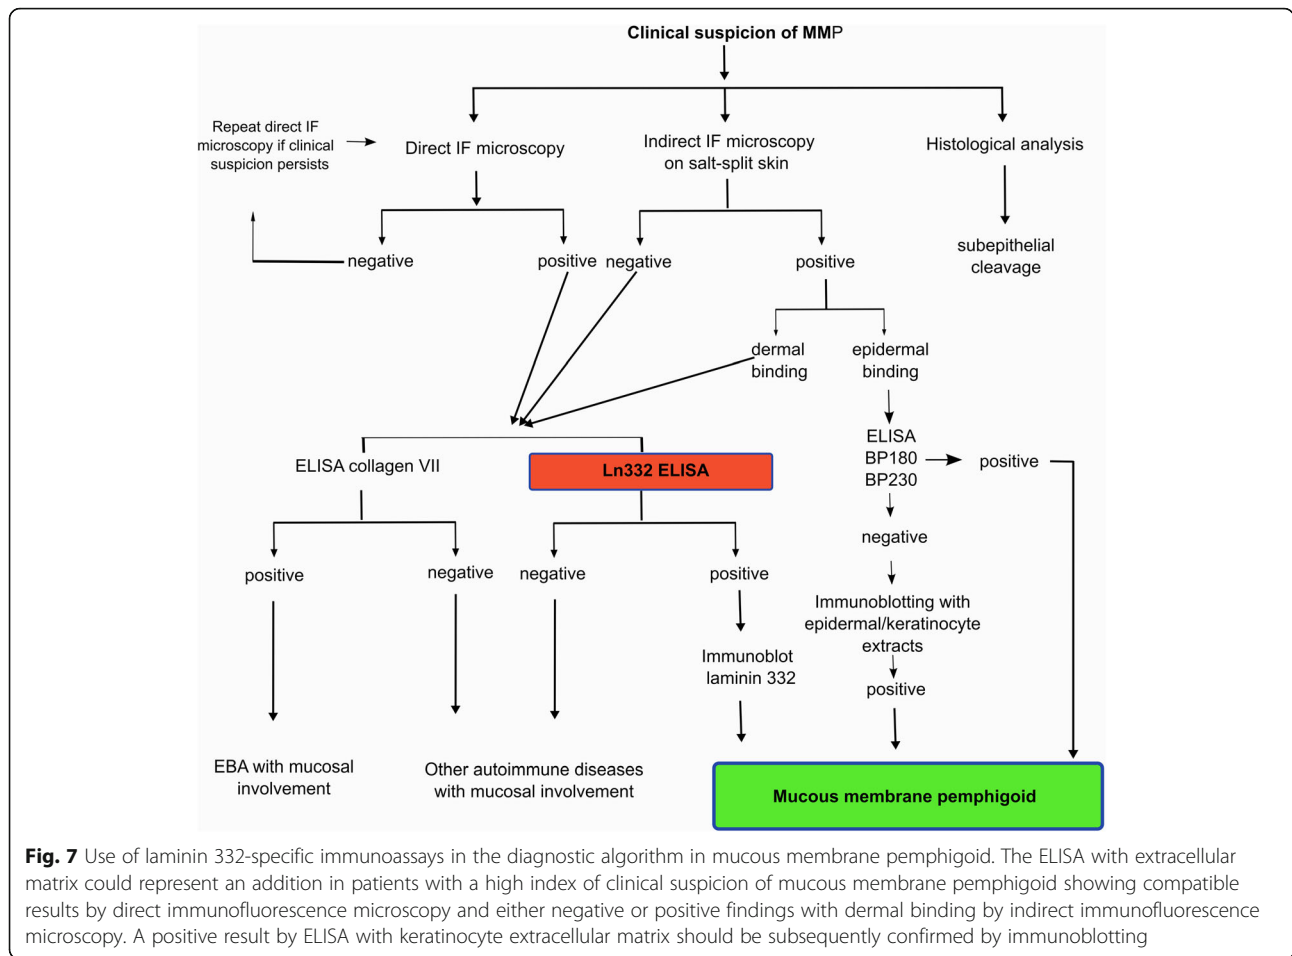 Clinical suspicion of MMP
Repeat direct IF
microscopy if clinical
suspicion persists
Direct IF microscopy
Indirect IF microscopy
on salt-split skin
Histological analysis
negative
positive
negative
positive
subepithelial
cleavage
dermal
binding
epidermal
binding
ELISA
BP180
BP230
positive
ELISA collagen VII
Ln332 ELISA
negative
positive
negative
negative
positive
Immunoblotting with
epidermal/keratinocyte
extracts
Immunoblot
laminin 332
positive
EBA with mucosal
involvement
Other autoimmune diseases
with mucosal involvement
Mucous membrane pemphigoid
Fig. 7 Use of laminin 332-specific immunoassays in the diagnostic algorithm in mucous membrane pemphigoid. The ELISA with extracellular
matrix could represent an addition in patients with a high index of clinical suspicion of mucous membrane pemphigoid showing compatible
results by direct immunofluorescence microscopy and either negative or positive findings with dermal binding by indirect immunofluorescence
microscopy. A positive result by ELISA with keratinocyte extracellular matrix should be subsequently confirmed by immunoblotting